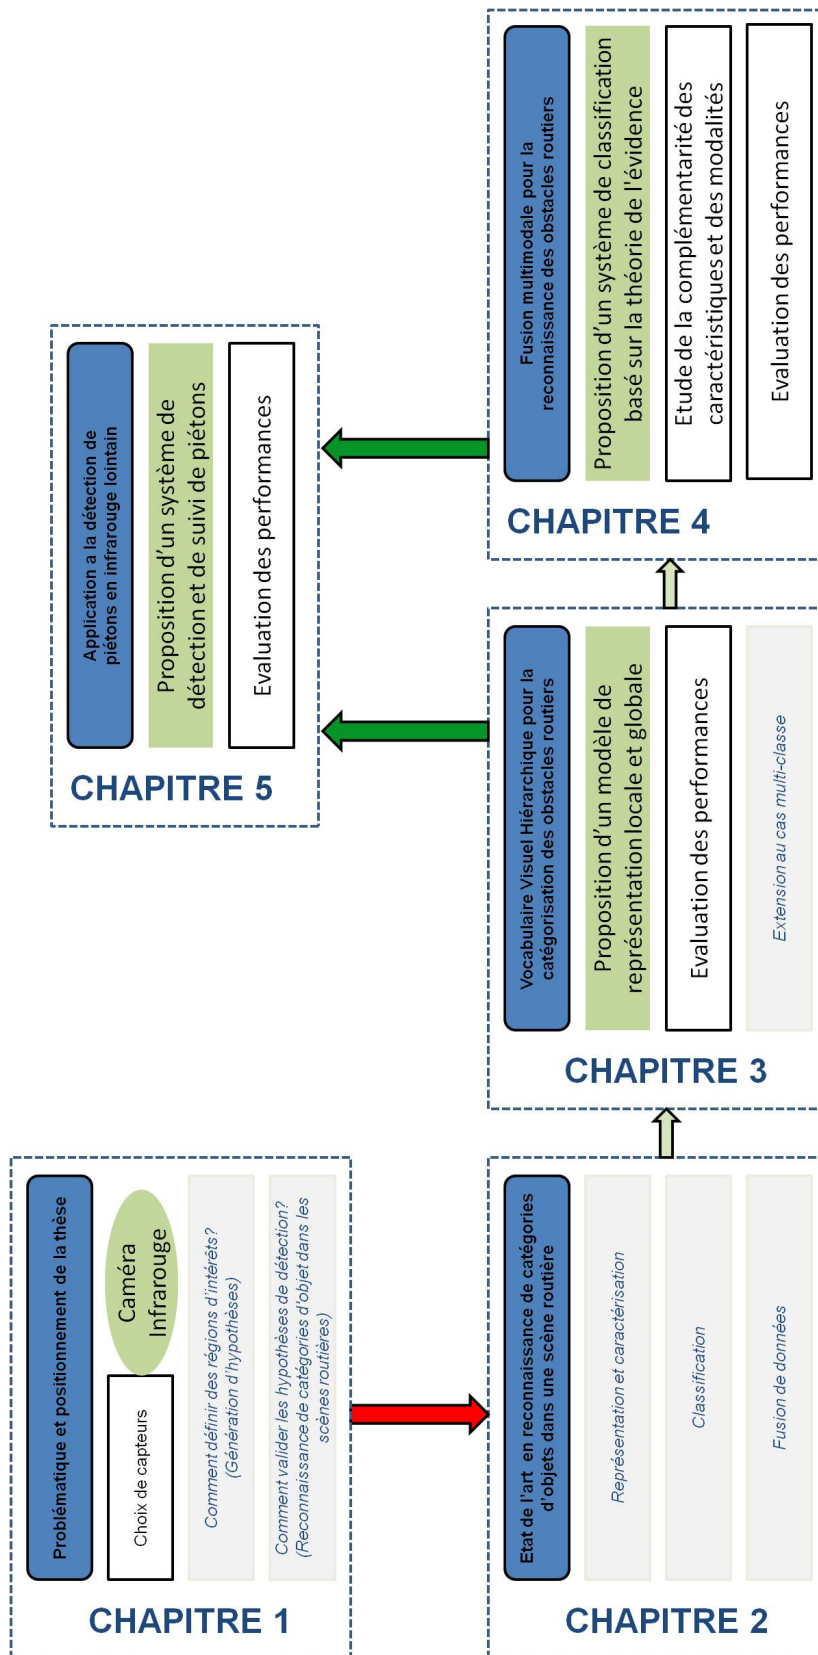 CHAPITRE 1
Problématique et positionnement de la thèse
Choix de capteurs
Caméra
Infrarouge
Comment définir des régions d'intérêts?
(Génération d'hypothèses)
Comment valider les hypothèses de détection?
(Reconnaissance de catégories d'objet dans les
scènes routières)
CHAPITRE 2
Etat de l'art en reconnaissance de catégories
d'objets dans une scène routière
Représentation et caractérisation
Classification
Fusion de données
CHAPITRE 3
Vocabulaire Visuel Hiérarchique pour la
catégorisation des obstacles routiers
Proposition d'un modèle de
représentation locale et globale
Evaluation des performances
Extension au cas multi-classe
CHAPITRE 4
Fusion multimodale pour la
reconnaissance des obstacles routiers
Proposition d'un système de classification
basé sur la théorie de l'évidence
Etude de la complémentarité des
caractéristiques et des modalités
Evaluation des performances
CHAPITRE 5
Application a la détection de
piétons en infrarouge lointain
Proposition d'un système de
détection et de suivi de piétons
Evaluation des performances